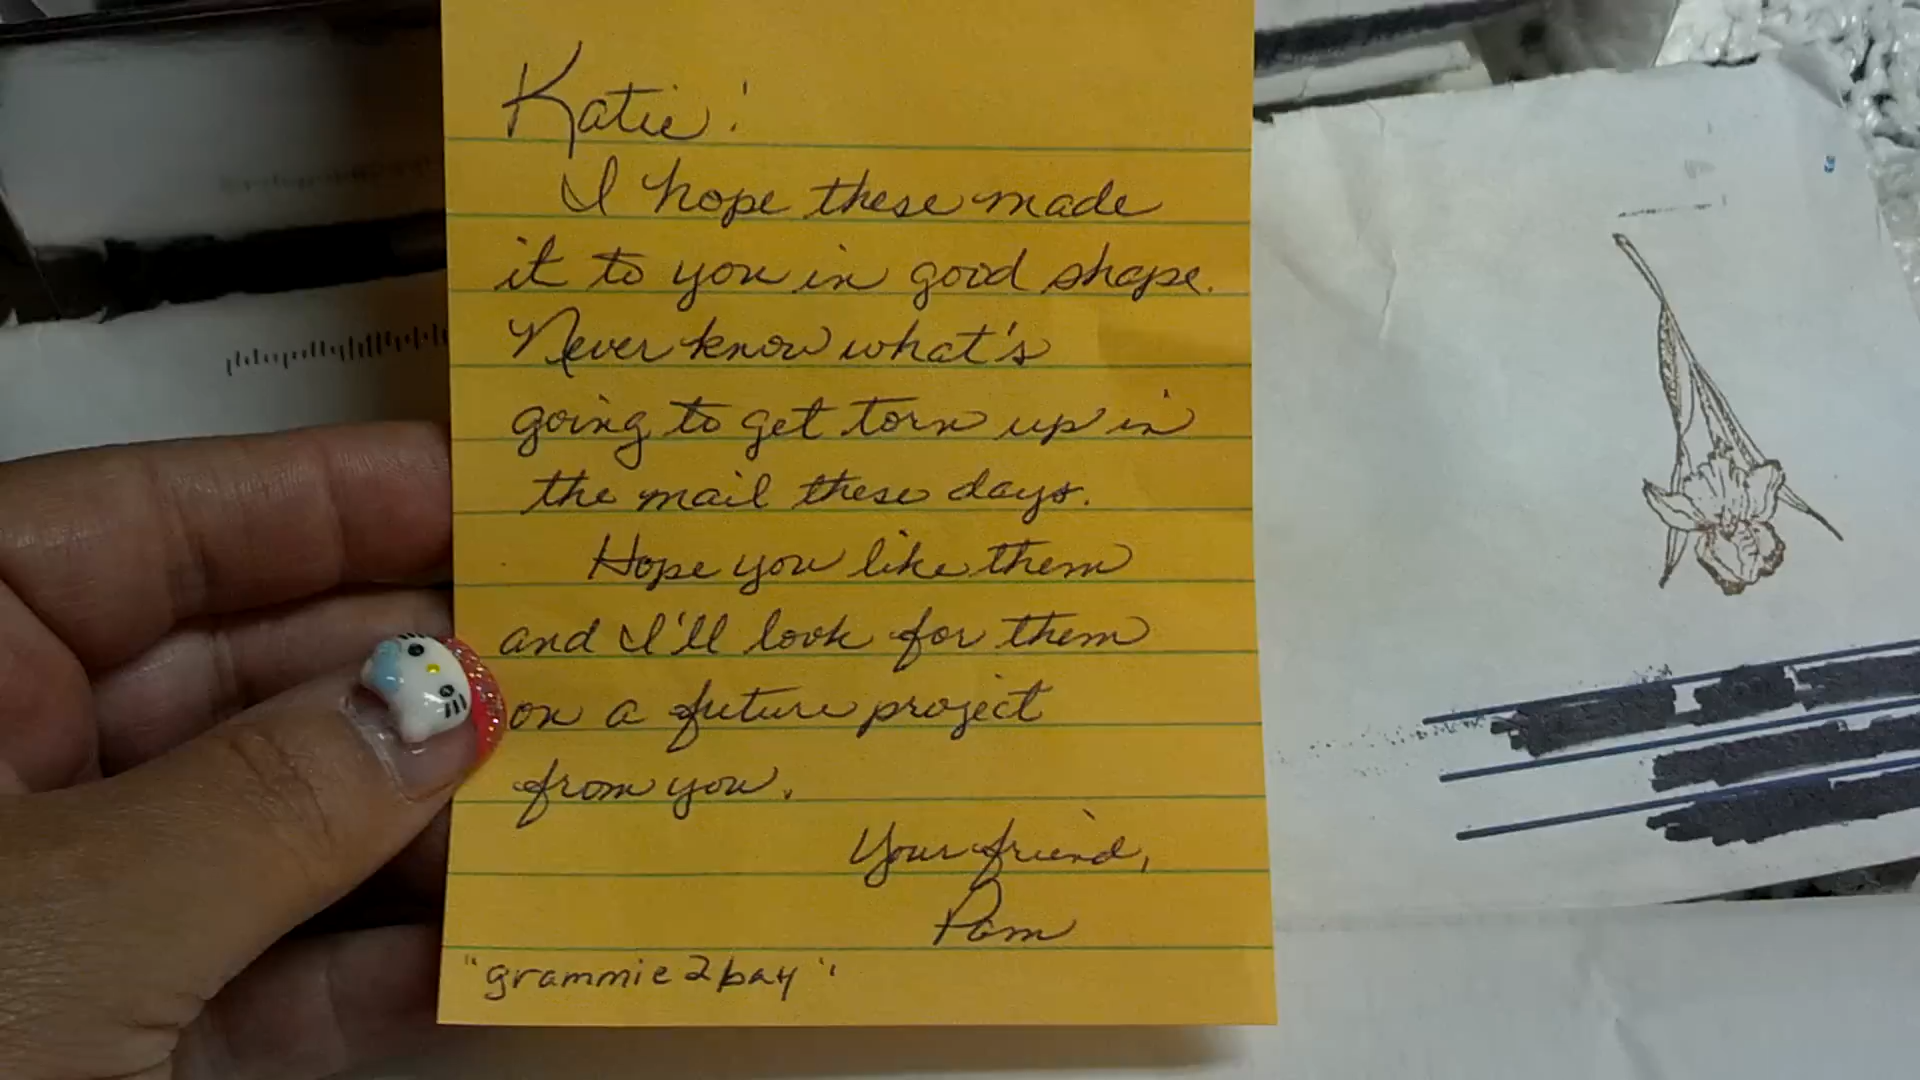 Katie:
I hope these made
it to you in good shape.
Never know what's
going to get torn up in
the mail these days.
Hope you like them
and I'll look for them
on a future project
from you.
Your friend,
Pam
"grammie2bay"